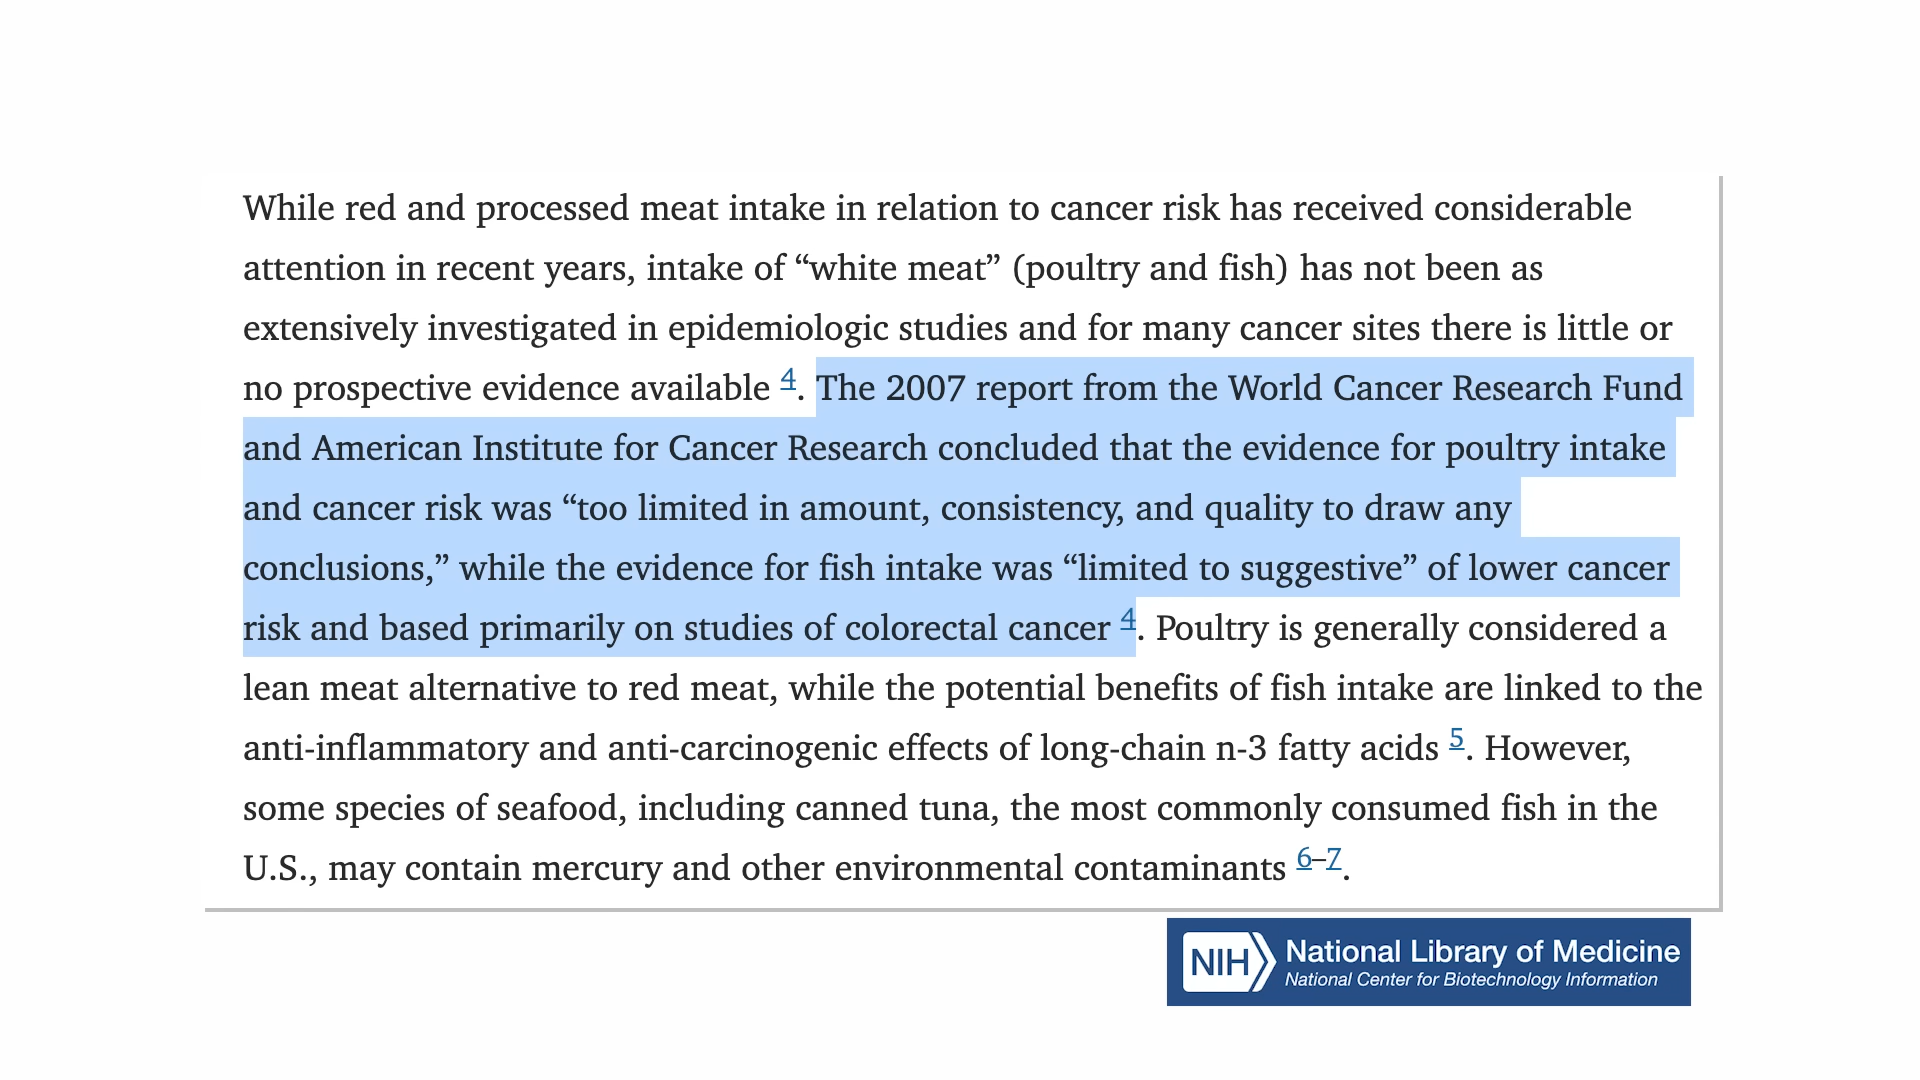 While red and processed meat intake in relation to cancer risk has received considerable
attention in recent years, intake of “white meat” (poultry and fish) has not been as
extensively investigated in epidemiologic studies and for many cancer sites there is little or
no prospective evidence available 4. The 2007 report from the World Cancer Research Fund
and American Institute for Cancer Research concluded that the evidence for poultry intake
and cancer risk was “too limited in amount, consistency, and quality to draw any
conclusions,” while the evidence for fish intake was “limited to suggestive” of lower cancer
risk and based primarily on studies of colorectal cancer 4. Poultry is generally considered a
lean meat alternative to red meat, while the potential benefits of fish intake are linked to the
anti-inflammatory and anti-carcinogenic effects of long-chain n-3 fatty acids 5. However,
some species of seafood, including canned tuna, the most commonly consumed fish in the
U.S., may contain mercury and other environmental contaminants 6–7.
NIH National Library of Medicine
National Center for Biotechnology Information